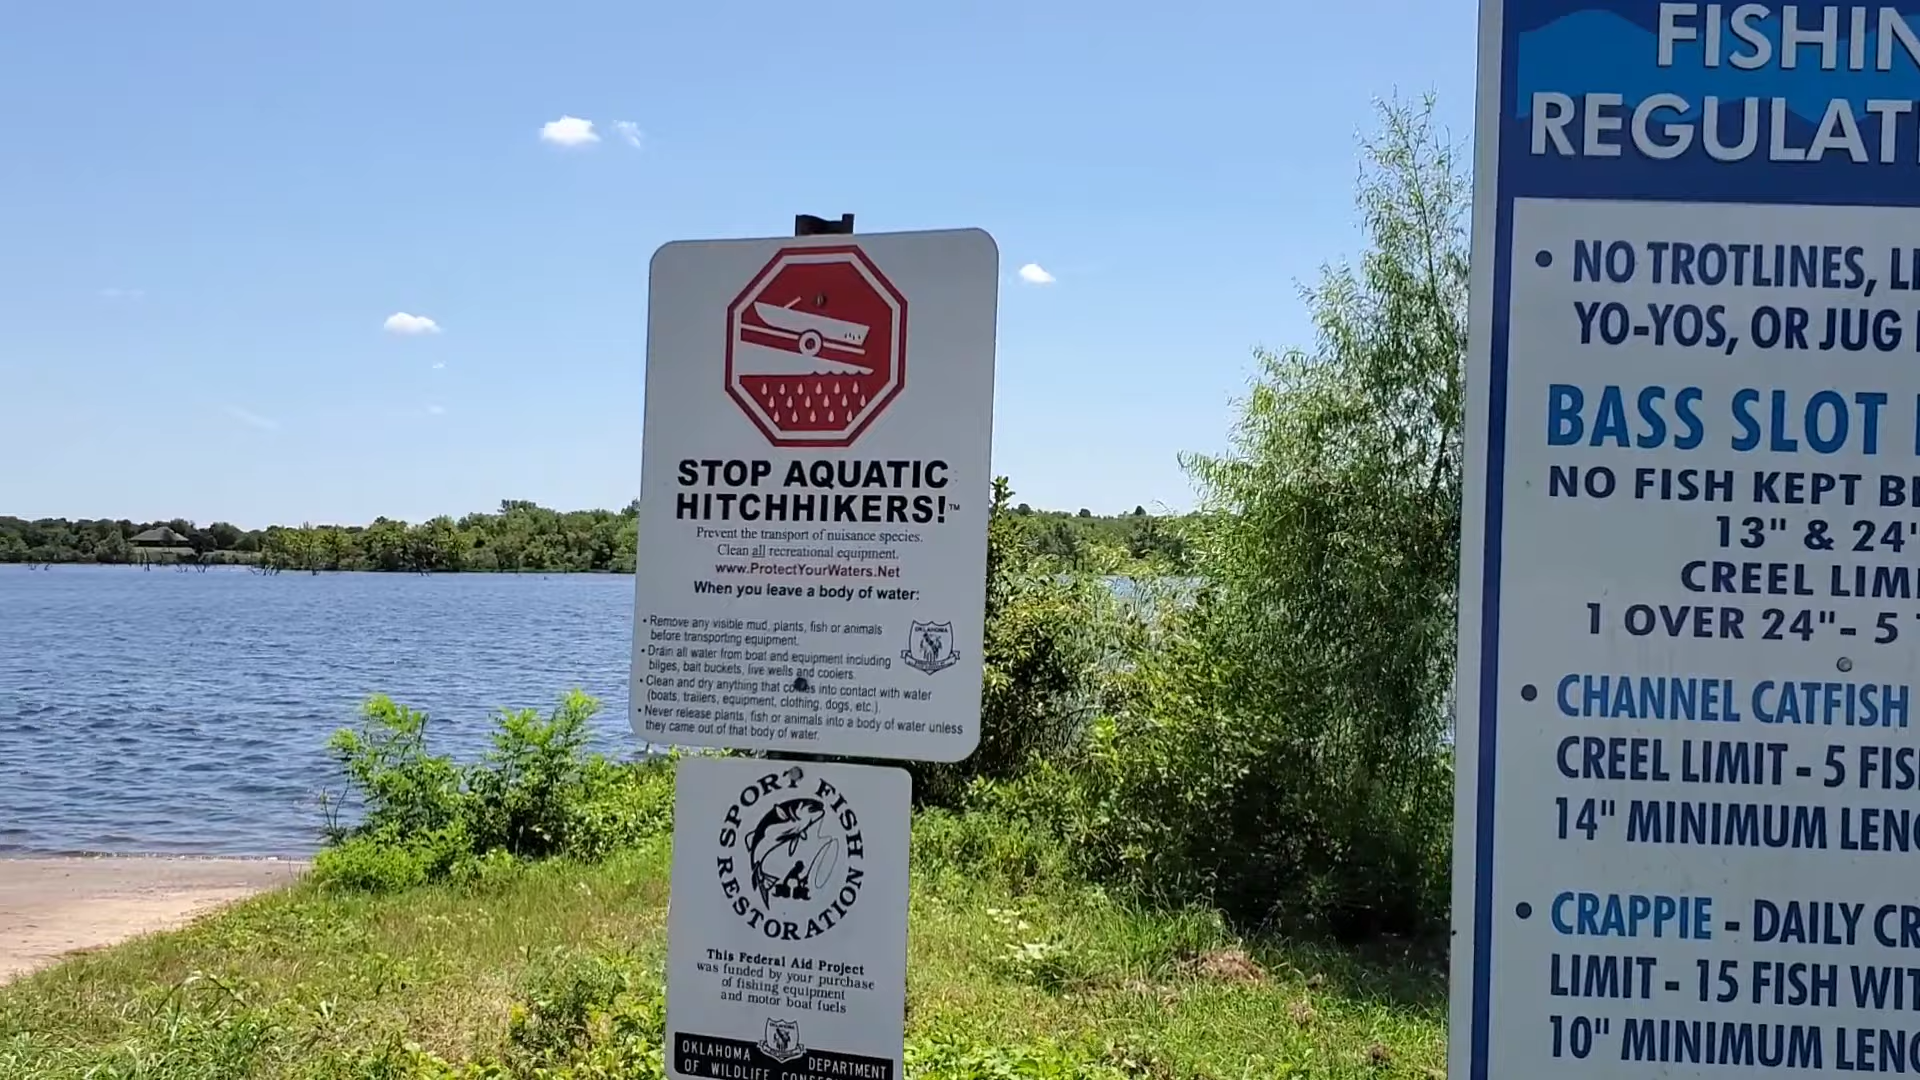 STOP AQUATIC
HITCHHIKERS!™
Prevent the transport of nuisance species.
Clean all recreational equipment.
www.ProtectYourWaters.Net
When you leave a body of water:
• Remove any visible mud, plants, fish or animals
before transporting equipment.
• Drain all water from boat and equipment including
bilges, bait buckets, live wells and coolers.
• Clean and dry anything that comes into contact with water
(boats, trailers, equipment, clothing, dogs, etc.).
• Never release plants, fish or animals into a body of water unless
they came out of that body of water.
OKLAHOMA
SPORT FISH
RESTORATION
This Federal Aid Project
was funded by your purchase
of fishing equipment
and motor boat fuels
OKLAHOMA DEPARTMENT
OF WILDLIFE
FISHIN
REGULAT
• NO TROTLINES, LI
YO-YOS, OR JUG
BASS SLOT
NO FISH KEPT B
13" & 24"
CREEL LIM
1 OVER 24"- 5
• CHANNEL CATFISH
CREEL LIMIT - 5 FIS
14" MINIMUM LENG
• CRAPPIE - DAILY CR
LIMIT - 15 FISH WIT
10" MINIMUM LENG